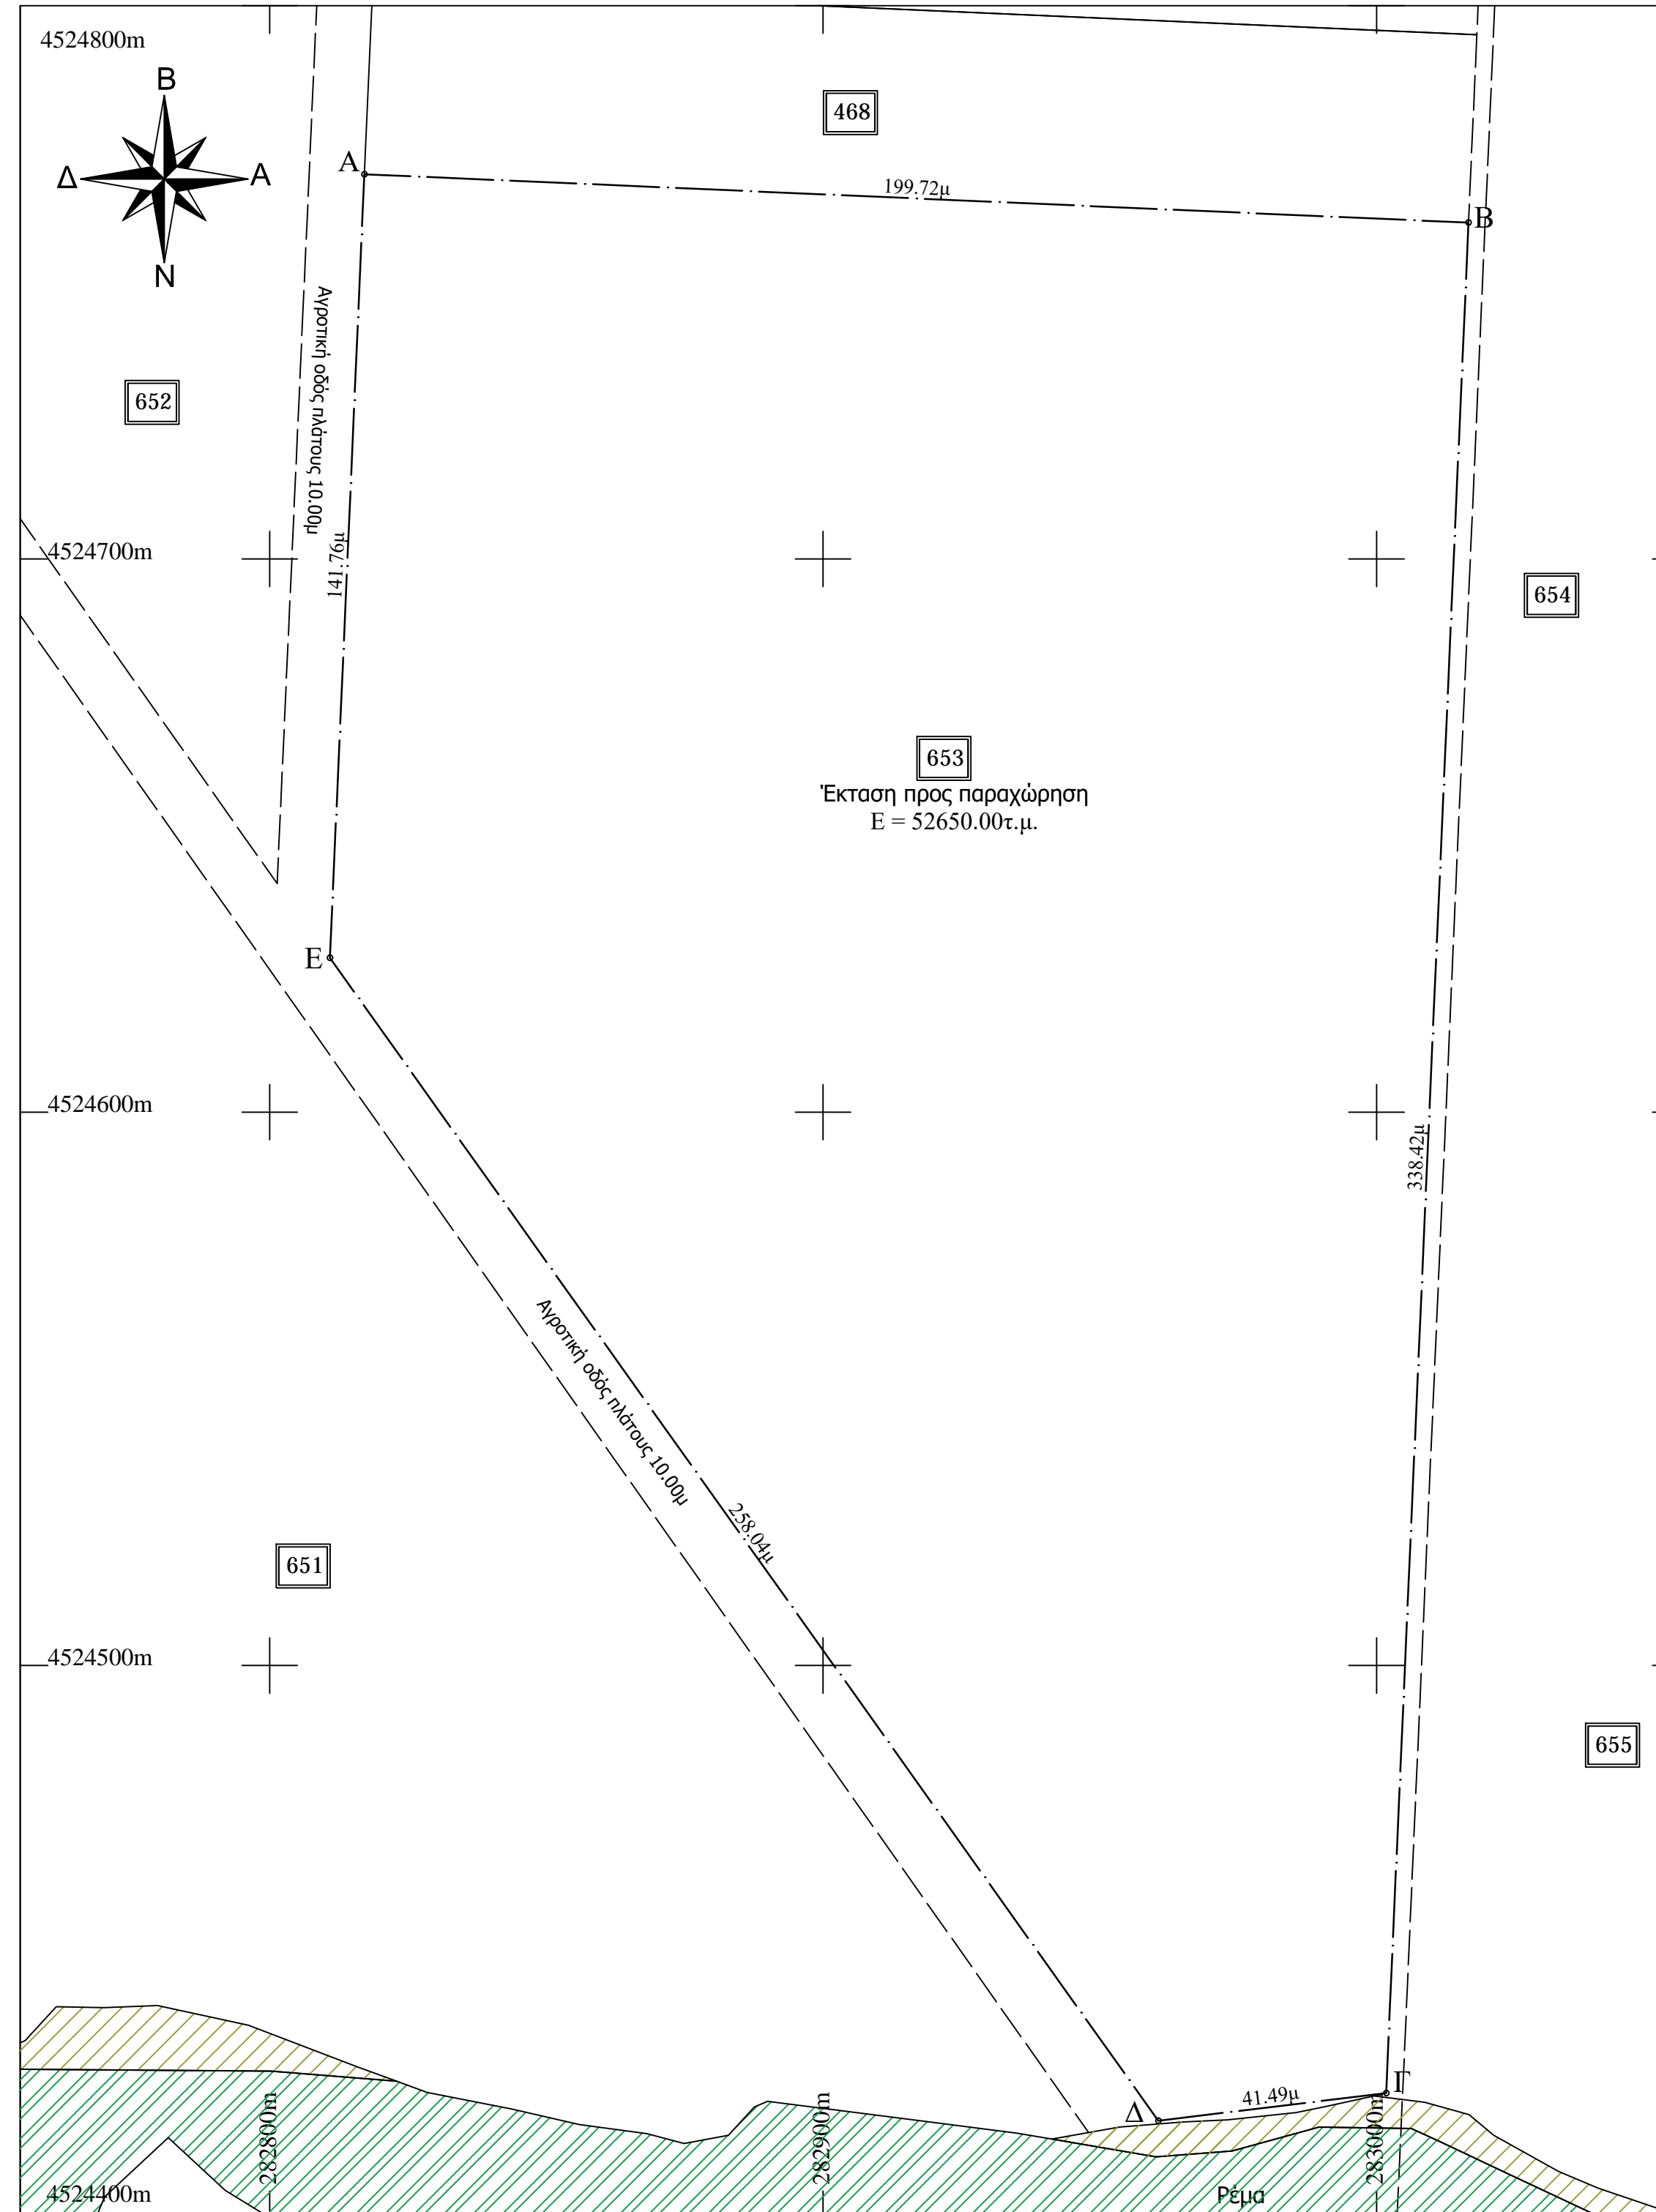 4524800m
Β
Δ
Α
Ν
468
Α
199.72μ
Β
Αγροτική οδός πλάτους 10.00μ
652
141.76μ
4524700m
654
653
Έκταση προς παραχώρηση
Ε = 52650.00τ.μ.
Ε
4524600m
338.42μ
Αγροτική οδός πλάτους 10.00μ
258.04μ
651
4524500m
655
Δ
41.49μ
Γ
282800m
282900m
283000m
4524400m
Ρέμα